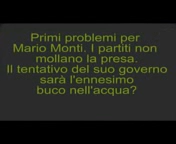 Primi problemi per
Mario Monti. I partiti non
mollano la presa.
Il tentativo del suo governo
sarà l'ennesimo
buco nell'acqua?